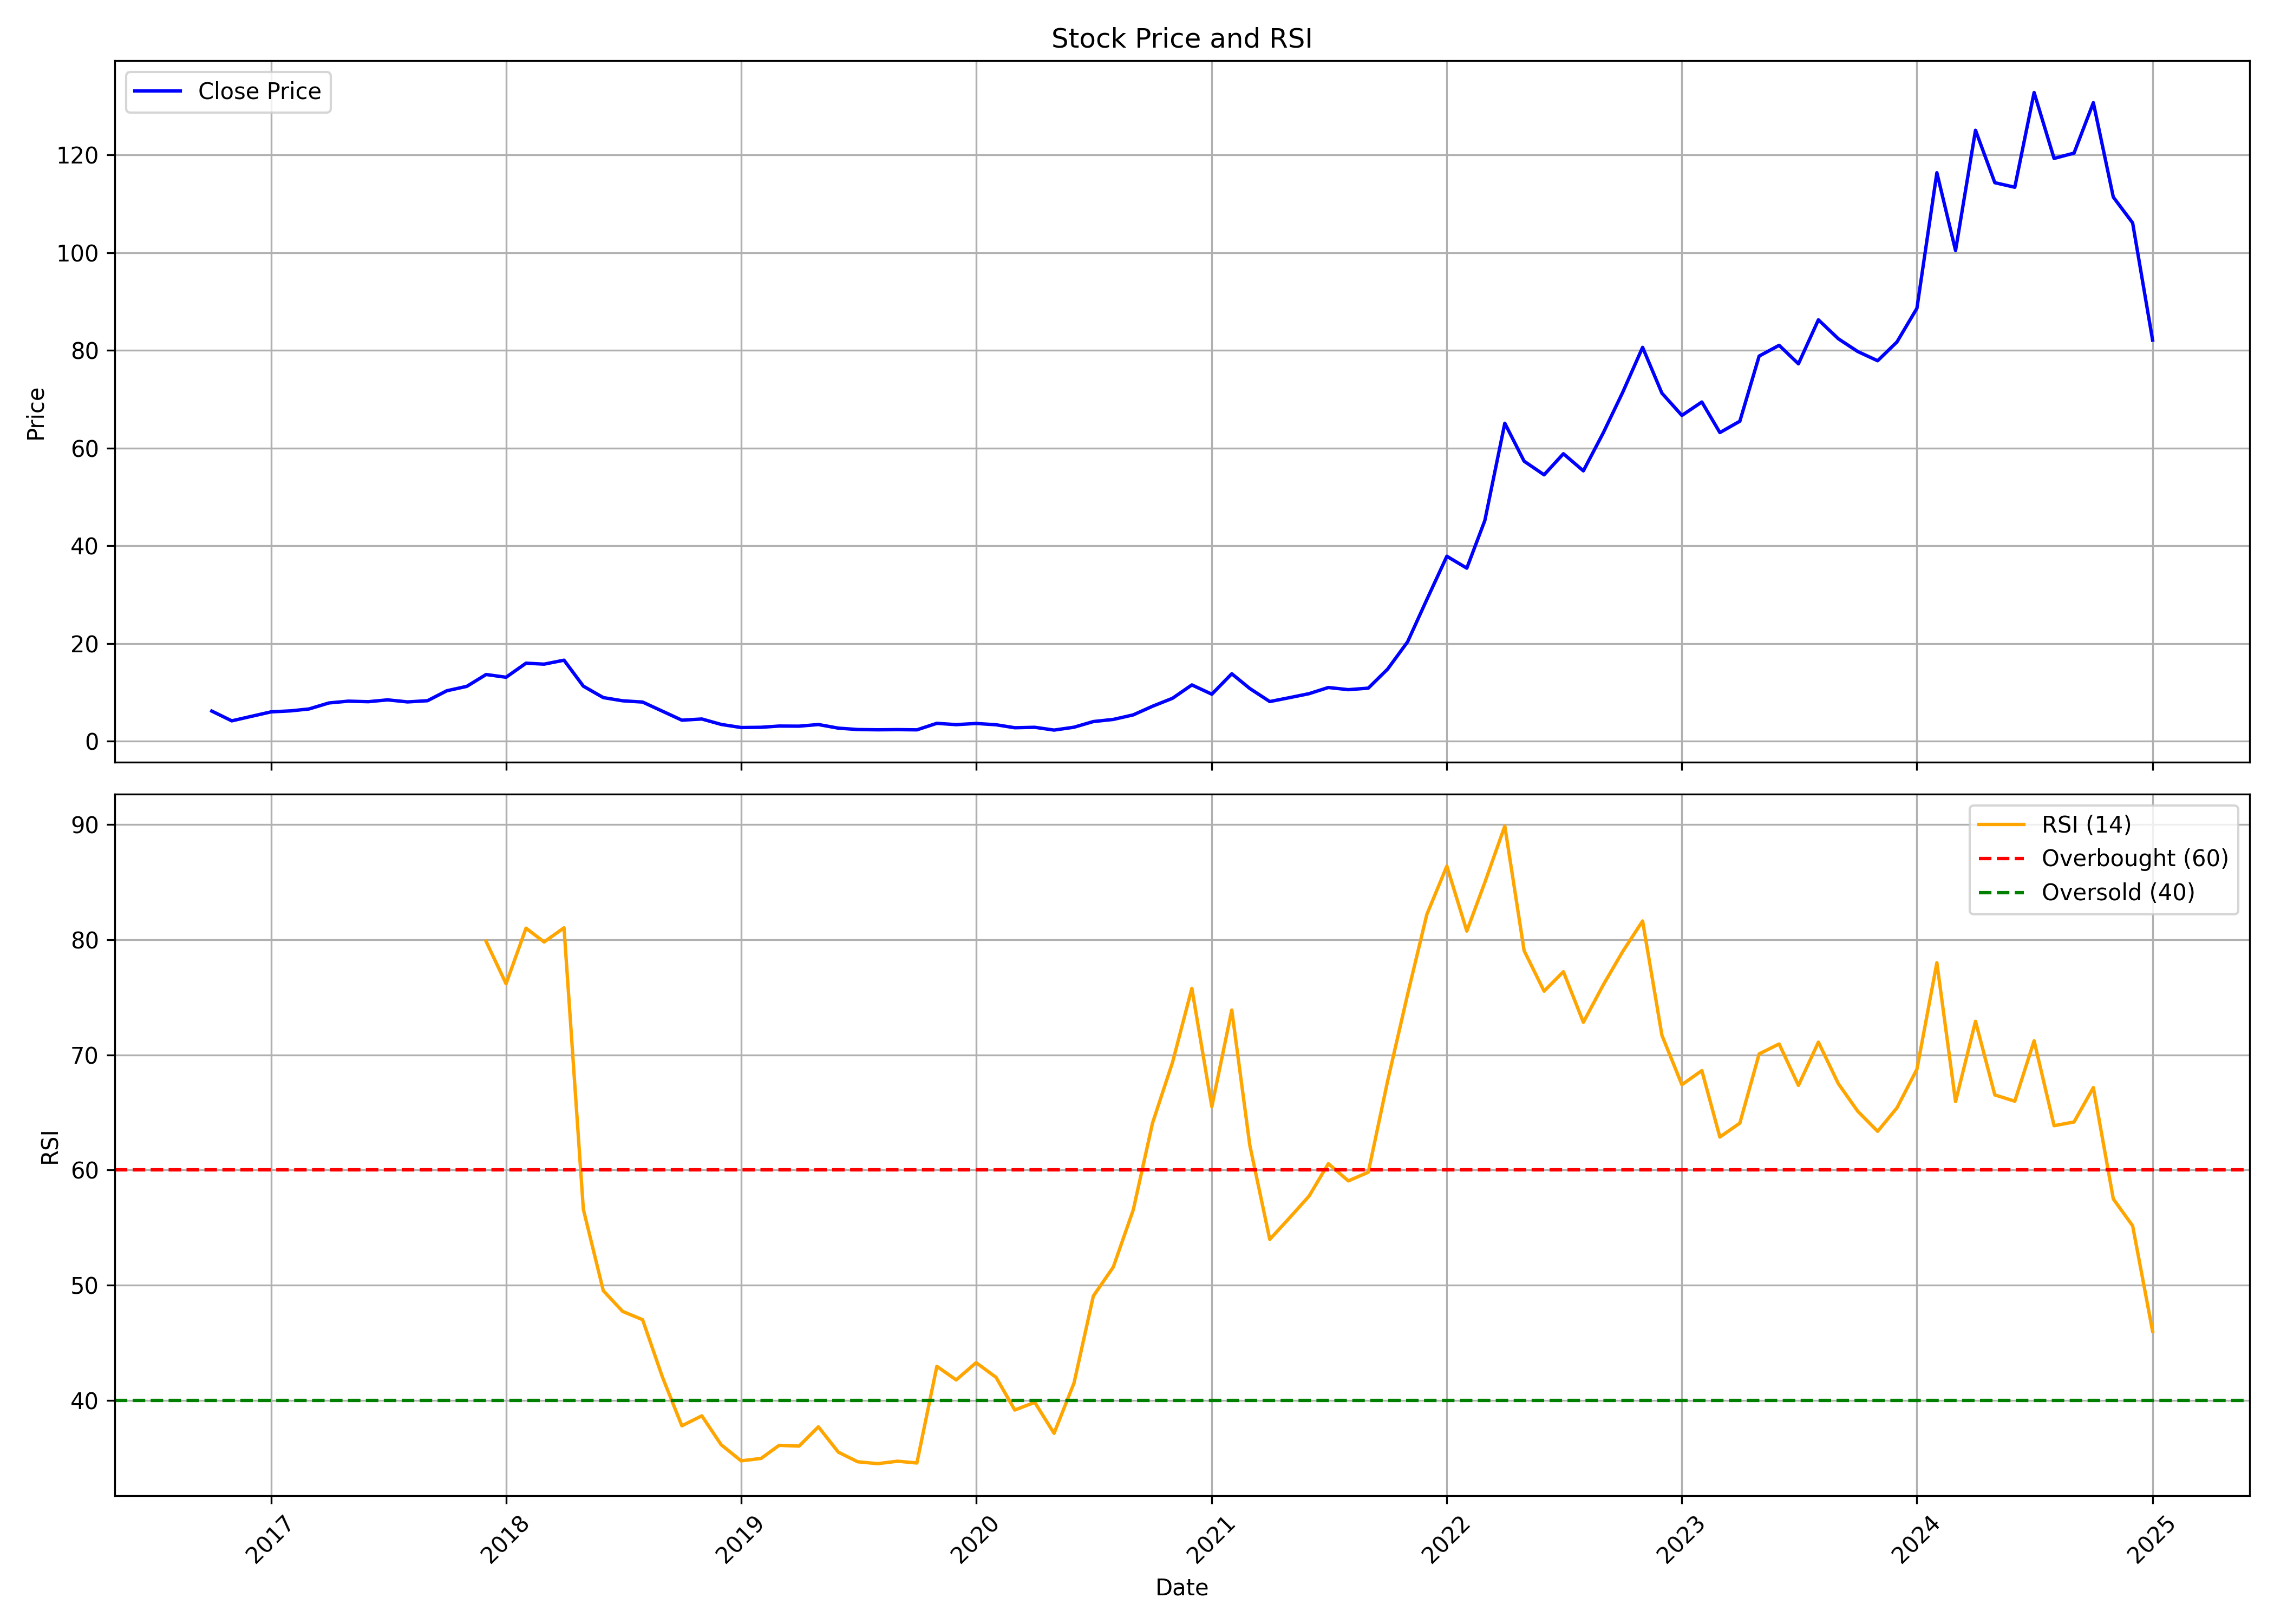 Stock Price and RSI
Close Price
120
100
80
60
40
20
0
Price
90
80
70
60
50
40
RSI
RSI (14)
Overbought (60)
Oversold (40)
2017 2018 2019 2020 2021 2022 2023 2024 2025
Date